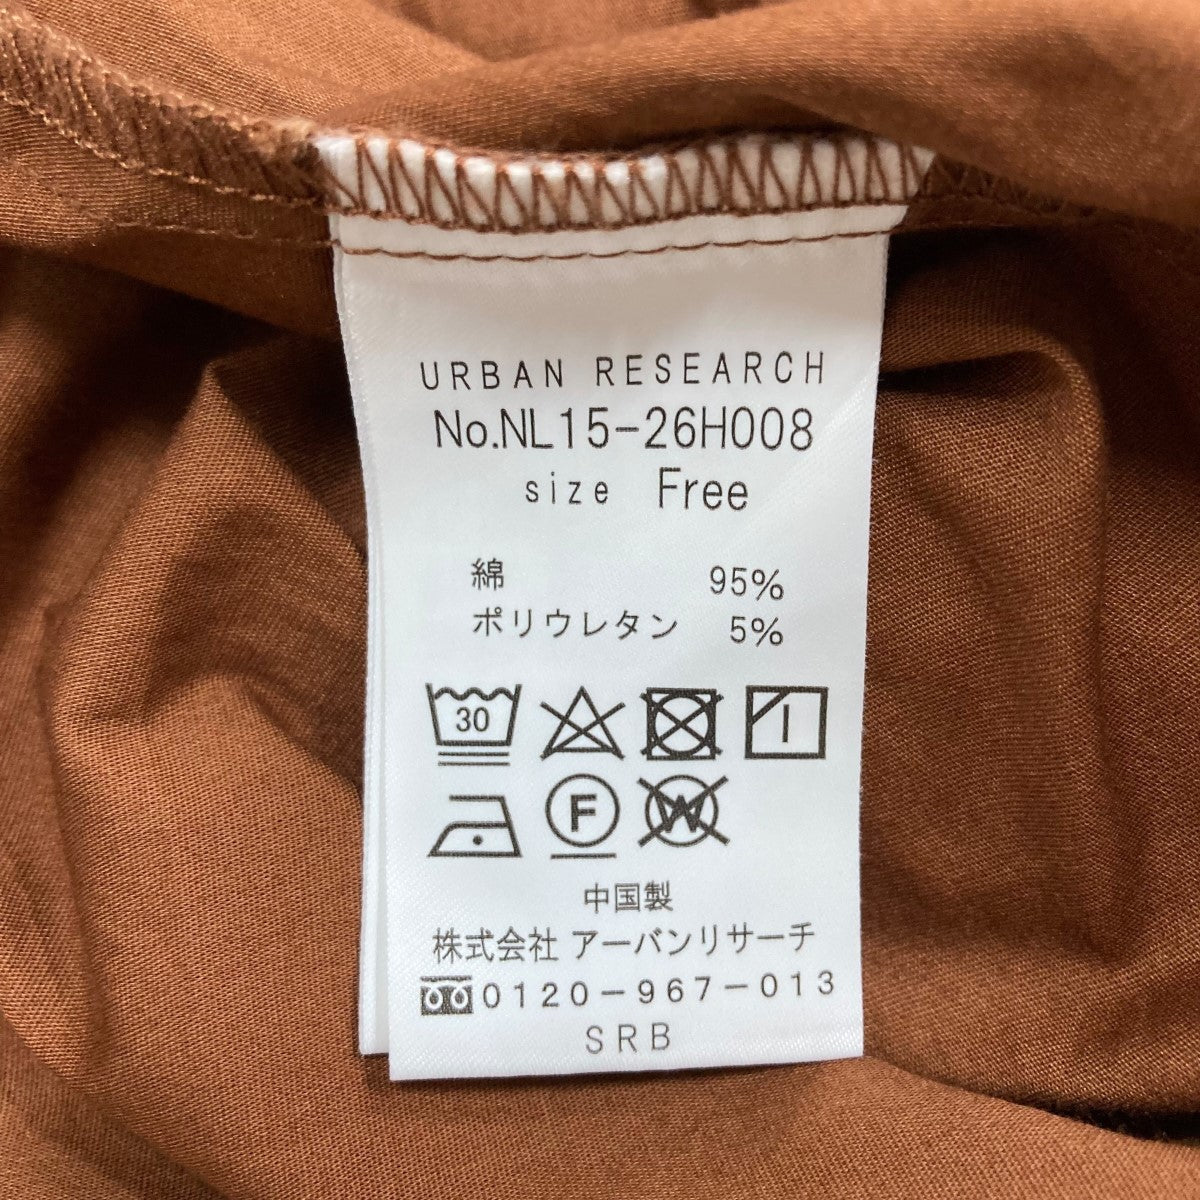 URBAN RESEARCH
No.NL15-26H008
size Free
綿 95%
ポリウレタン 5%
30
F W
中国製
株式会社 アーバンリサーチ
0120-967-013
SRB